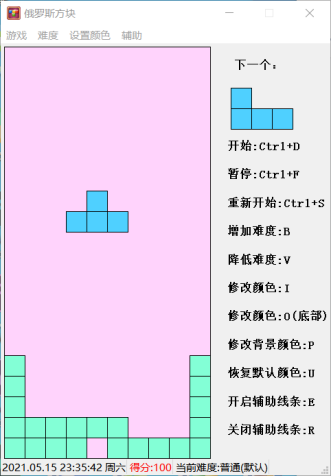 俄罗斯方块
游戏 难度 设置颜色 辅助
下一个:
开始:Ctrl+D
暂停:Ctrl+F
重新开始:Ctrl+S
增加难度:B
降低难度:V
修改颜色:I
修改颜色:O(底部)
修改背景颜色:P
恢复默认颜色:U
开启辅助线条:E
关闭辅助线条:R
2021.05.15 23:35:42 周六 得分:100 当前难度:普通(默认)